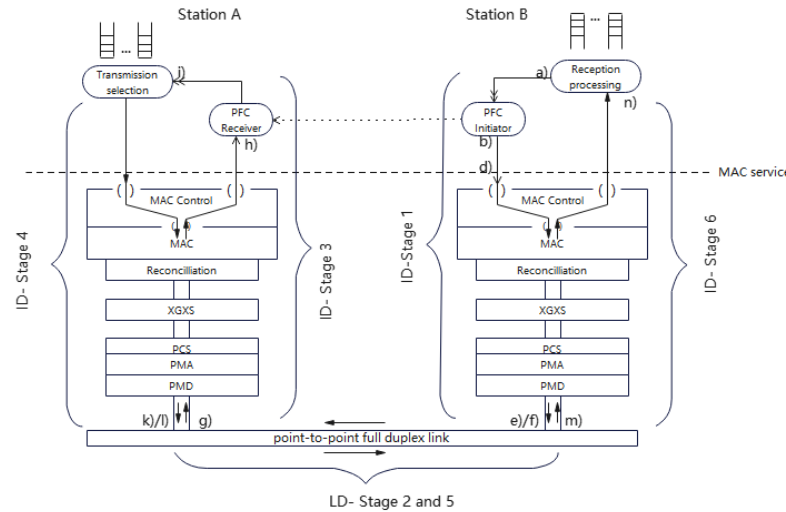 Station A
Station B
...
...
Transmission
selection
j)
a)
Reception
processing
PFC
Receiver
PFC
Initiator
n)
h)
b)
d)
MAC service
( )
( )
( )
( )
MAC Control
MAC Control
( )
( )
MAC
MAC
ID- Stage 4
ID- Stage 3
ID-Stage 1
ID- Stage 6
Reconcilliation
Reconcilliation
XGXS
XGXS
PCS
PCS
PMA
PMA
PMD
PMD
k)/l)
g)
e)/f)
m)
point-to-point full duplex link
LD- Stage 2 and 5